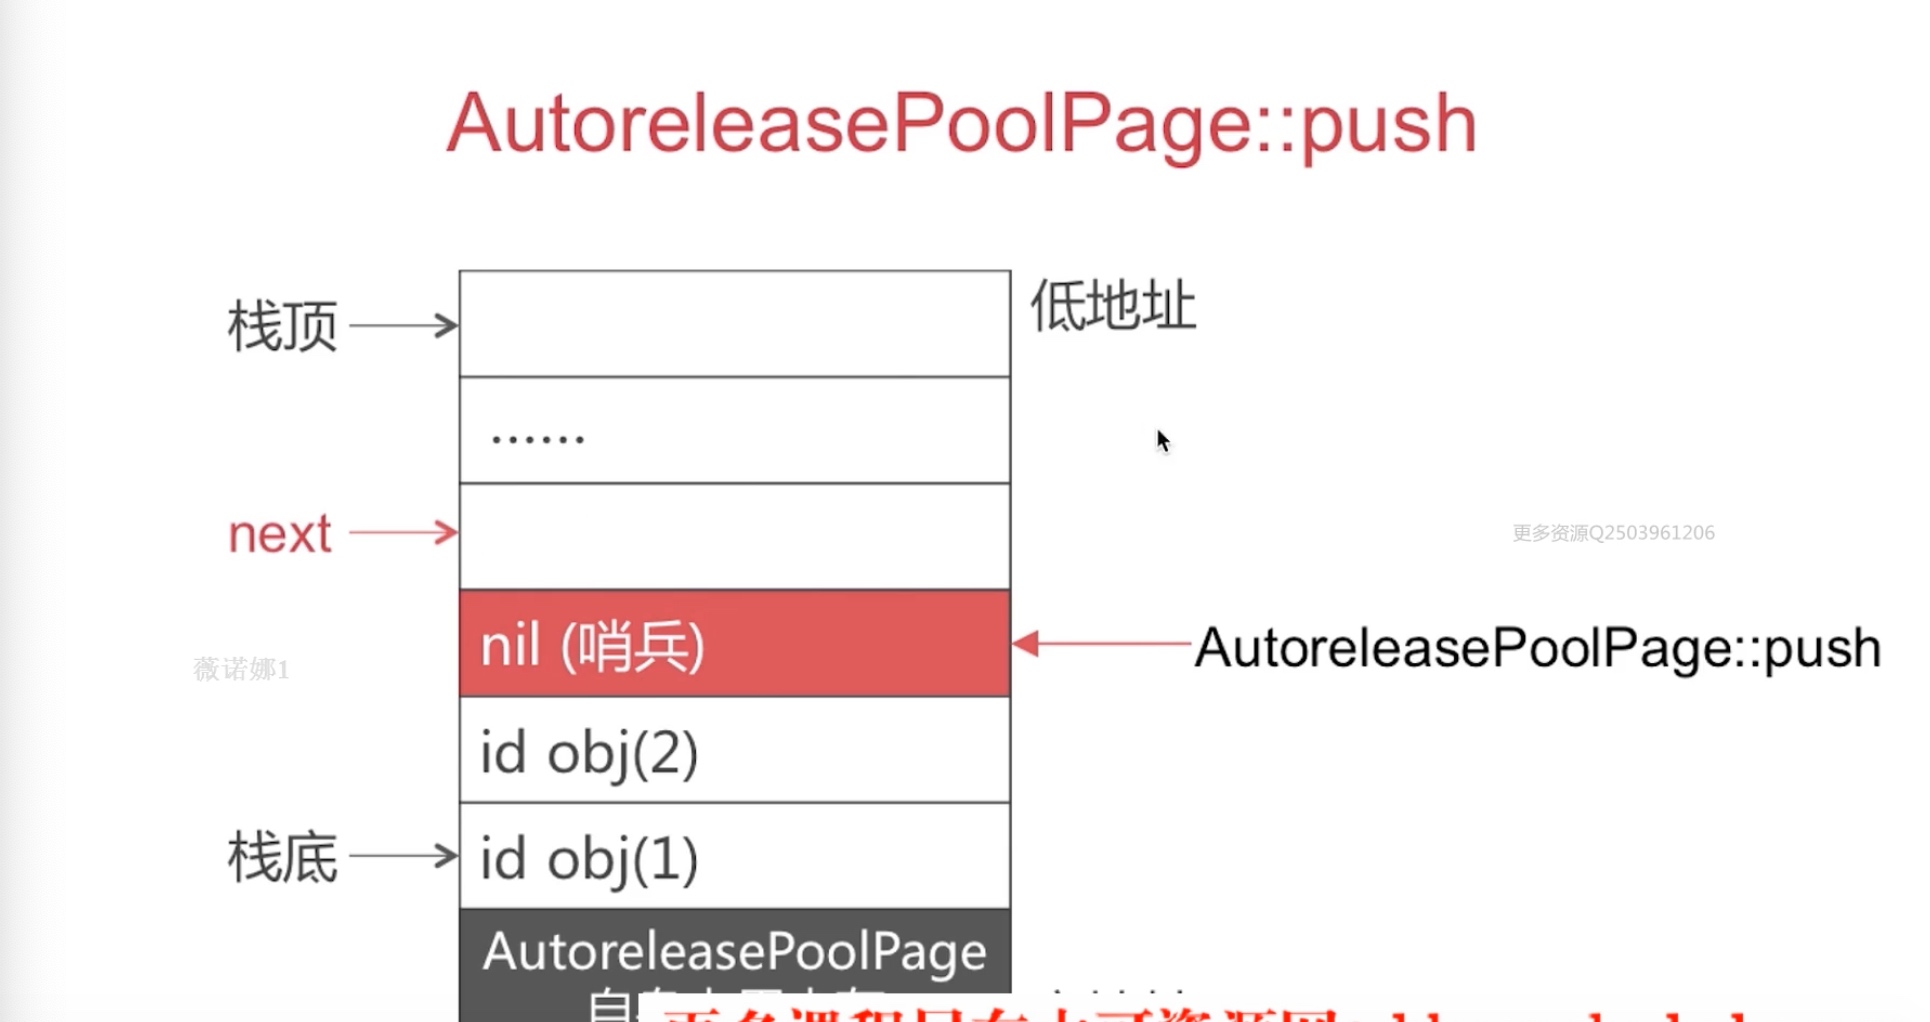 AutoreleasePoolPage::push
栈顶
低地址
......
next
更多资源Q2503961206
nil (哨兵)
AutoreleasePoolPage::push
薇诺娜1
id obj(2)
栈底
id obj(1)
AutoreleasePoolPage